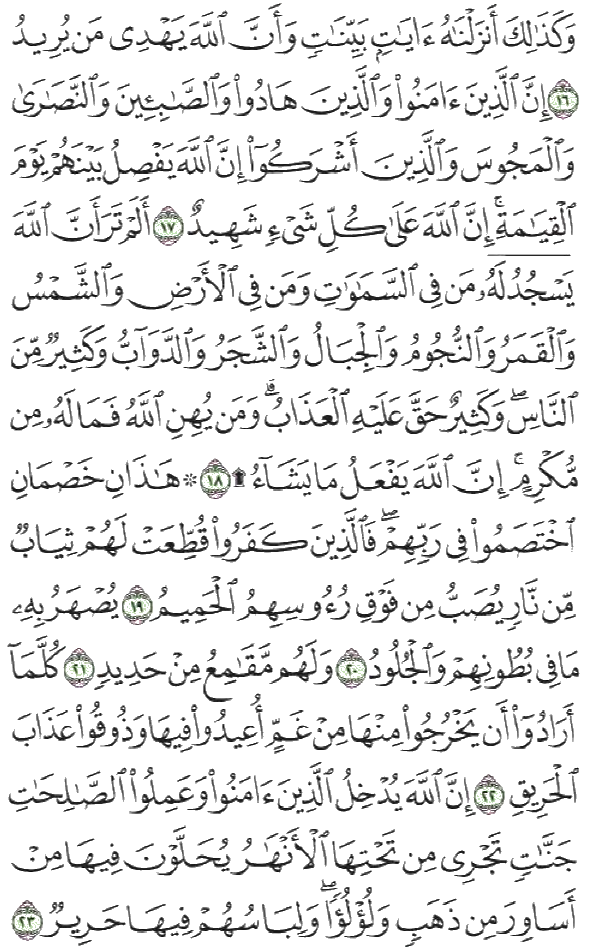 وَكَذَٰلِكَ أَنزَلْنَٰهُ ءَايَٰتٍۭ بَيِّنَٰتٍ وَأَنَّ ٱللَّهَ يَهْدِى مَن يُرِيدُ
١٦ إِنَّ ٱلَّذِينَ ءَامَنُوا۟ وَٱلَّذِينَ هَادُوا۟ وَٱلصَّٰبِـِٔينَ وَٱلنَّصَٰرَىٰ
وَٱلْمَجُوسَ وَٱلَّذِينَ أَشْرَكُوٓا۟ إِنَّ ٱللَّهَ يَفْصِلُ بَيْنَهُمْ يَوْمَ
ٱلْقِيَٰمَةِ ۚ إِنَّ ٱللَّهَ عَلَىٰ كُلِّ شَىْءٍ شَهِيدٌ ١٧ أَلَمْ تَرَ أَنَّ ٱللَّهَ
يَسْجُدُ لَهُۥ مَن فِى ٱلسَّمَٰوَٰتِ وَمَن فِى ٱلْأَرْضِ وَٱلشَّمْسُ
وَٱلْقَمَرُ وَٱلنُّجُومُ وَٱلْجِبَالُ وَٱلشَّجَرُ وَٱلدَّوَآبُّ وَكَثِيرٌ مِّنَ
ٱلنَّاسِ ۖ وَكَثِيرٌ حَقَّ عَلَيْهِ ٱلْعَذَابُ ۗ وَمَن يُهِنِ ٱللَّهُ فَمَا لَهُۥ مِن
مُّكْرِمٍ ۚ إِنَّ ٱللَّهَ يَفْعَلُ مَا يَشَآءُ ۩ ١٨ ۞ هَٰذَانِ خَصْمَانِ
ٱخْتَصَمُوا۟ فِى رَبِّهِمْ ۖ فَٱلَّذِينَ كَفَرُوا۟ قُطِّعَتْ لَهُمْ ثِيَابٌ
مِّن نَّارٍ يُصَبُّ مِن فَوْقِ رُءُوسِهِمُ ٱلْحَمِيمُ ١٩ يُصْهَرُ بِهِۦ
مَا فِى بُطُونِهِمْ وَٱلْجُلُودُ ٢٠ وَلَهُم مَّقَٰمِعُ مِنْ حَدِيدٍ ٢١ كُلَّمَآ
أَرَادُوٓا۟ أَن يَخْرُجُوا۟ مِنْهَا مِنْ غَمٍّ أُعِيدُوا۟ فِيهَا وَذُوقُوا۟ عَذَابَ
ٱلْحَرِيقِ ٢٢ إِنَّ ٱللَّهَ يُدْخِلُ ٱلَّذِينَ ءَامَنُوا۟ وَعَمِلُوا۟ ٱلصَّٰلِحَٰتِ
جَنَّٰتٍ تَجْرِى مِن تَحْتِهَا ٱلْأَنْهَٰرُ يُحَلَّوْنَ فِيهَا مِنْ
أَسَاوِرَ مِن ذَهَبٍ وَلُؤْلُؤًا ۖ وَلِبَاسُهُمْ فِيهَا حَرِيرٌ ٢٣